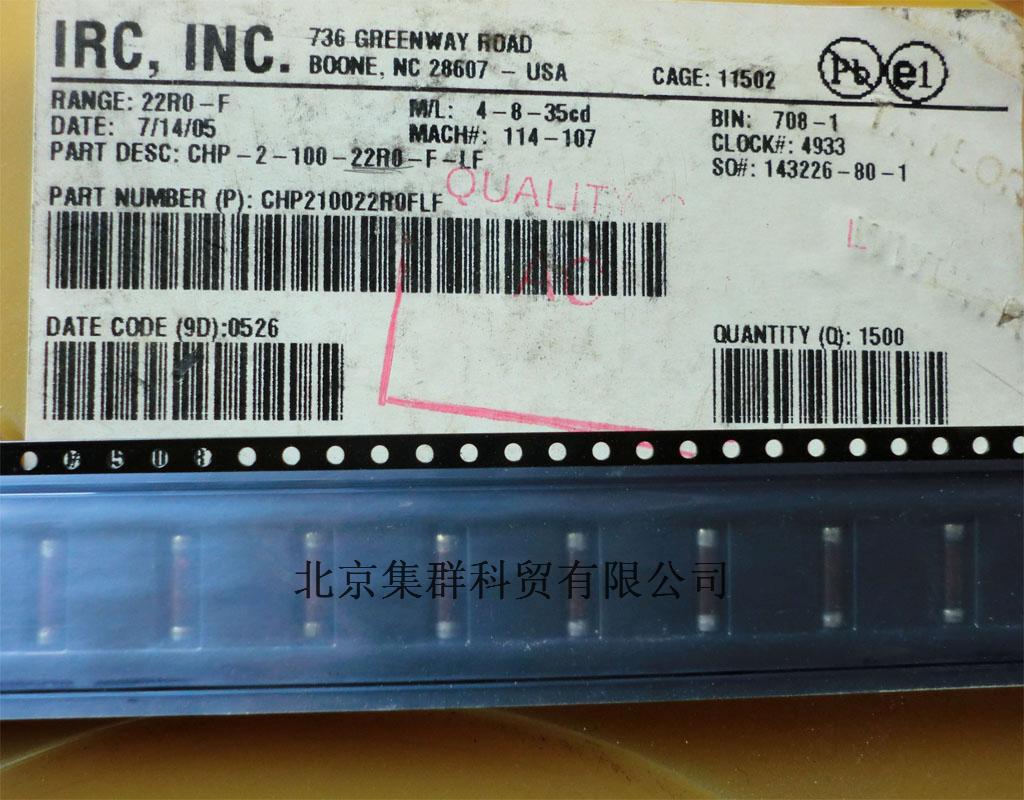 IRC, INC.
736 GREENWAY ROAD
BOONE, NC 28607 - USA
CAGE: 11502
Pb e1
RANGE: 22R0-F
DATE: 7/14/05
PART DESC: CHP-2-100-22R0-F-LF
M/L: 4-8-35cd
MACH#: 114-107
BIN: 708-1
CLOCK#: 4933
SO#: 143226-80-1
QUALITY
PART NUMBER (P): CHP210022R0FLF
DATE CODE (9D):0526
QUANTITY (Q): 1500
北京集群科贸有限公司